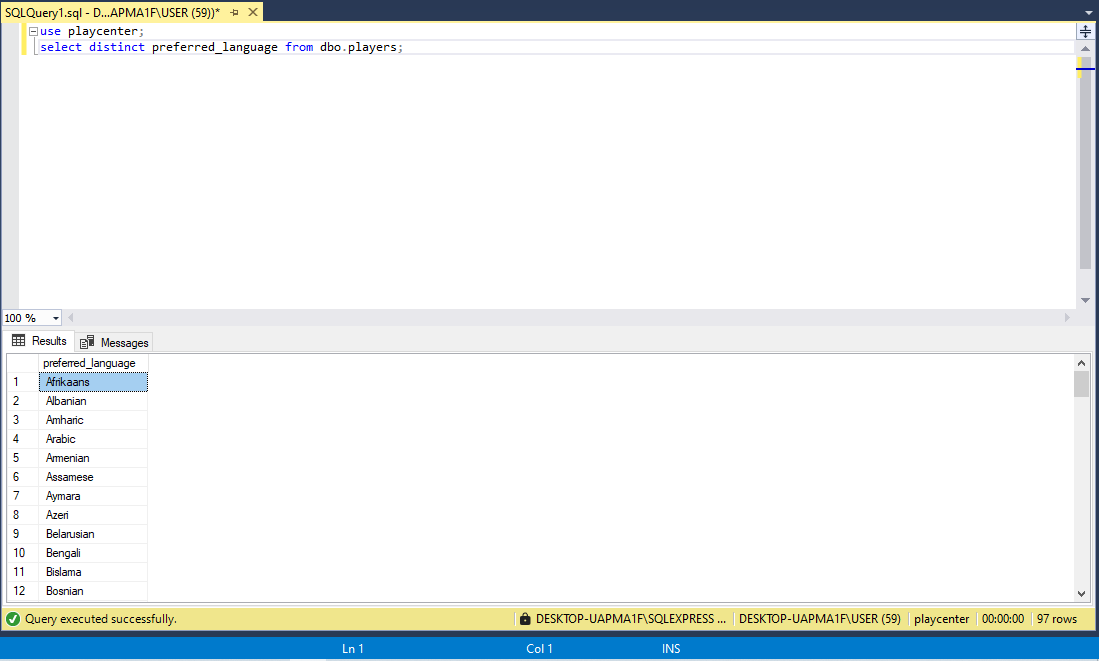 SQLQuery1.sql - D...APMA1F\USER (59))*
use playcenter;
select distinct preferred_language from dbo.players;
100 %
Results Messages
preferred_language
1 Afrikaans
2 Albanian
3 Amharic
4 Arabic
5 Armenian
6 Assamese
7 Aymara
8 Azeri
9 Belarusian
10 Bengali
11 Bislama
12 Bosnian
Query executed successfully. DESKTOP-UAPMA1F\SQLEXPRESS ... DESKTOP-UAPMA1F\USER (59) playcenter 00:00:00 97 rows
Ln 1 Col 1 INS